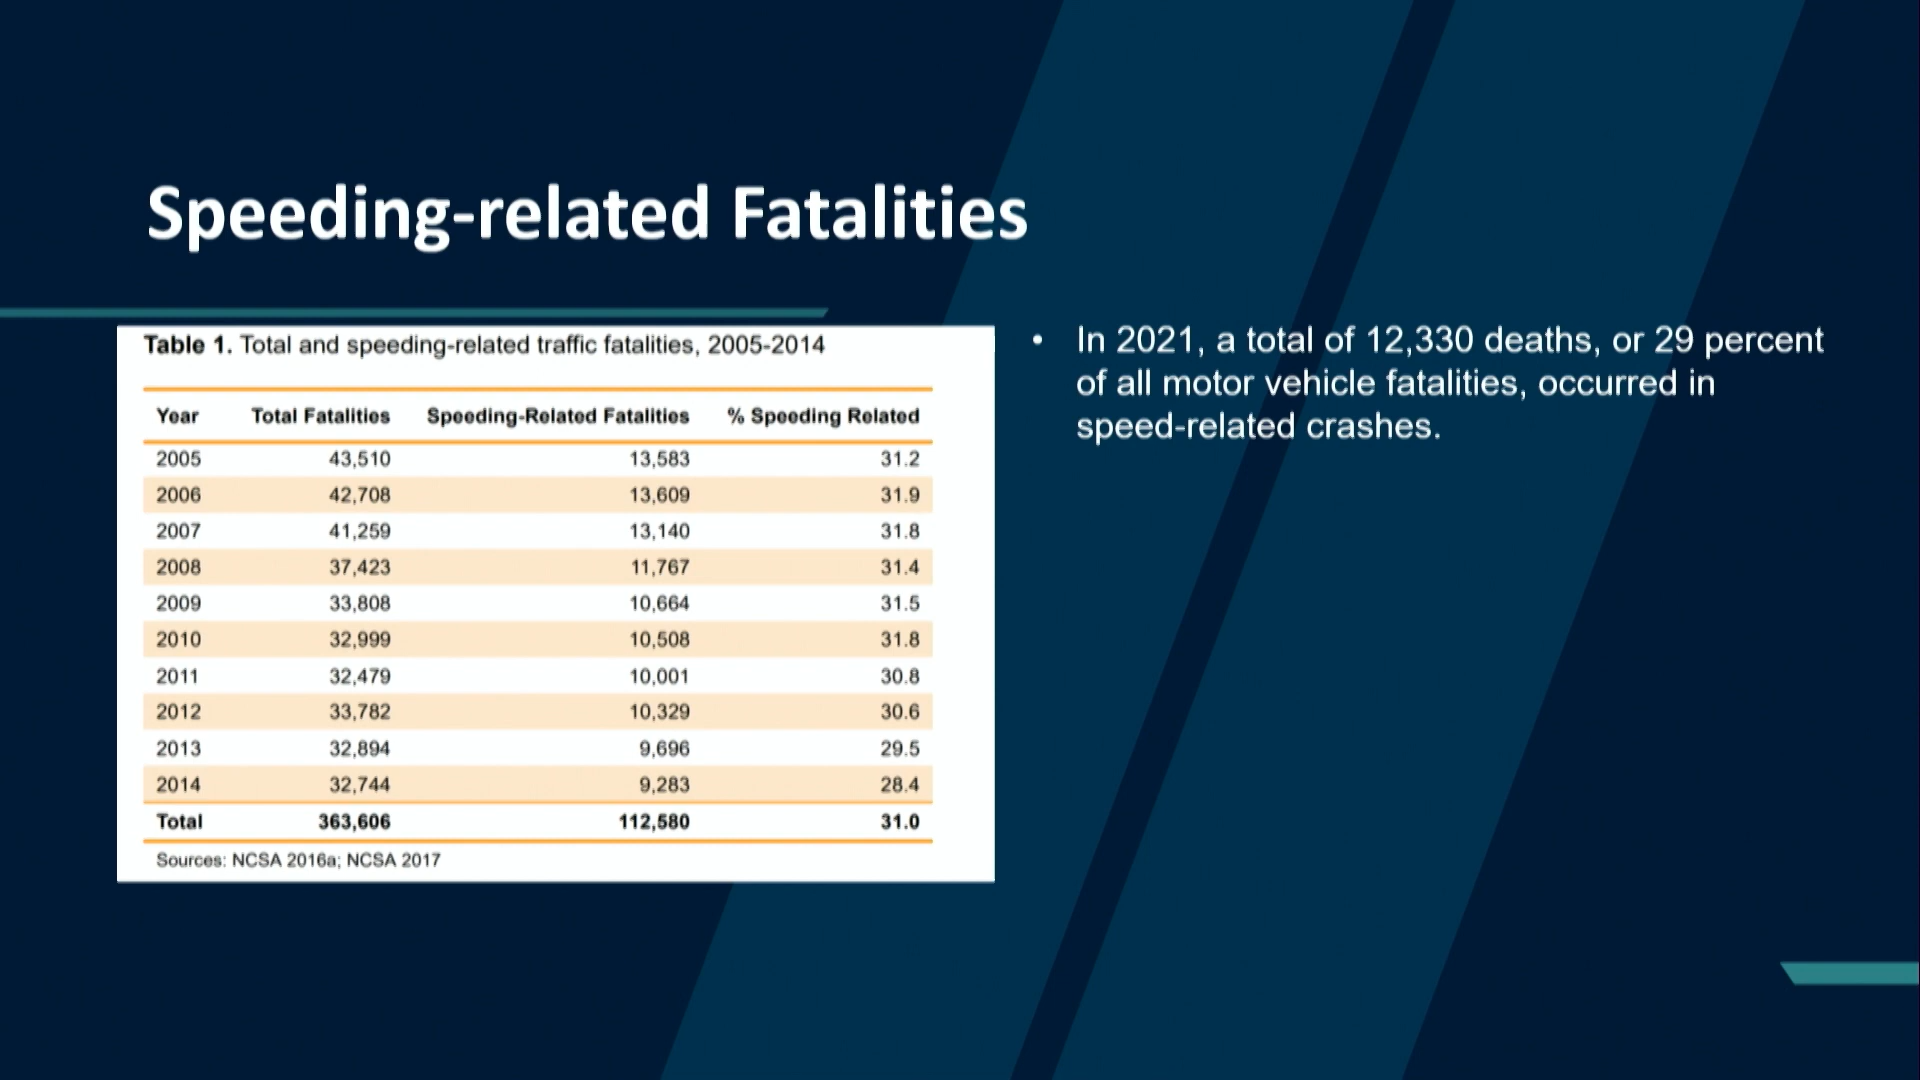 Speeding-related Fatalities
Table 1. Total and speeding-related traffic fatalities, 2005-2014
Year Total Fatalities Speeding-Related Fatalities % Speeding Related
2005 43,510 13,583 31.2
2006 42,708 13,609 31.9
2007 41,259 13,140 31.8
2008 37,423 11,767 31.4
2009 33,808 10,664 31.5
2010 32,999 10,508 31.8
2011 32,479 10,001 30.8
2012 33,782 10,329 30.6
2013 32,894 9,696 29.5
2014 32,744 9,283 28.4
Total 363,606 112,580 31.0
Sources: NCSA 2016a; NCSA 2017
• In 2021, a total of 12,330 deaths, or 29 percent
of all motor vehicle fatalities, occurred in
speed-related crashes.